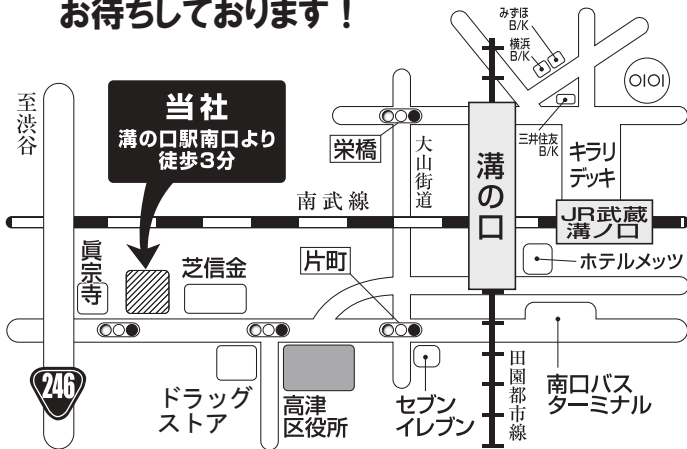 お待ちしております！
みずほ
B/K
横浜
B/K
0101
至渋谷
当社
溝の口駅南口より
徒歩3分
栄橋
大山街道
三井住友
B/K
キラリ
デッキ
溝の口
南武線
JR武蔵
溝ノ口
眞宗寺
芝信金
片町
ホテルメッツ
246
ドラッグ
ストア
高津
区役所
セブン
イレブン
田園都市線
南口バス
ターミナル